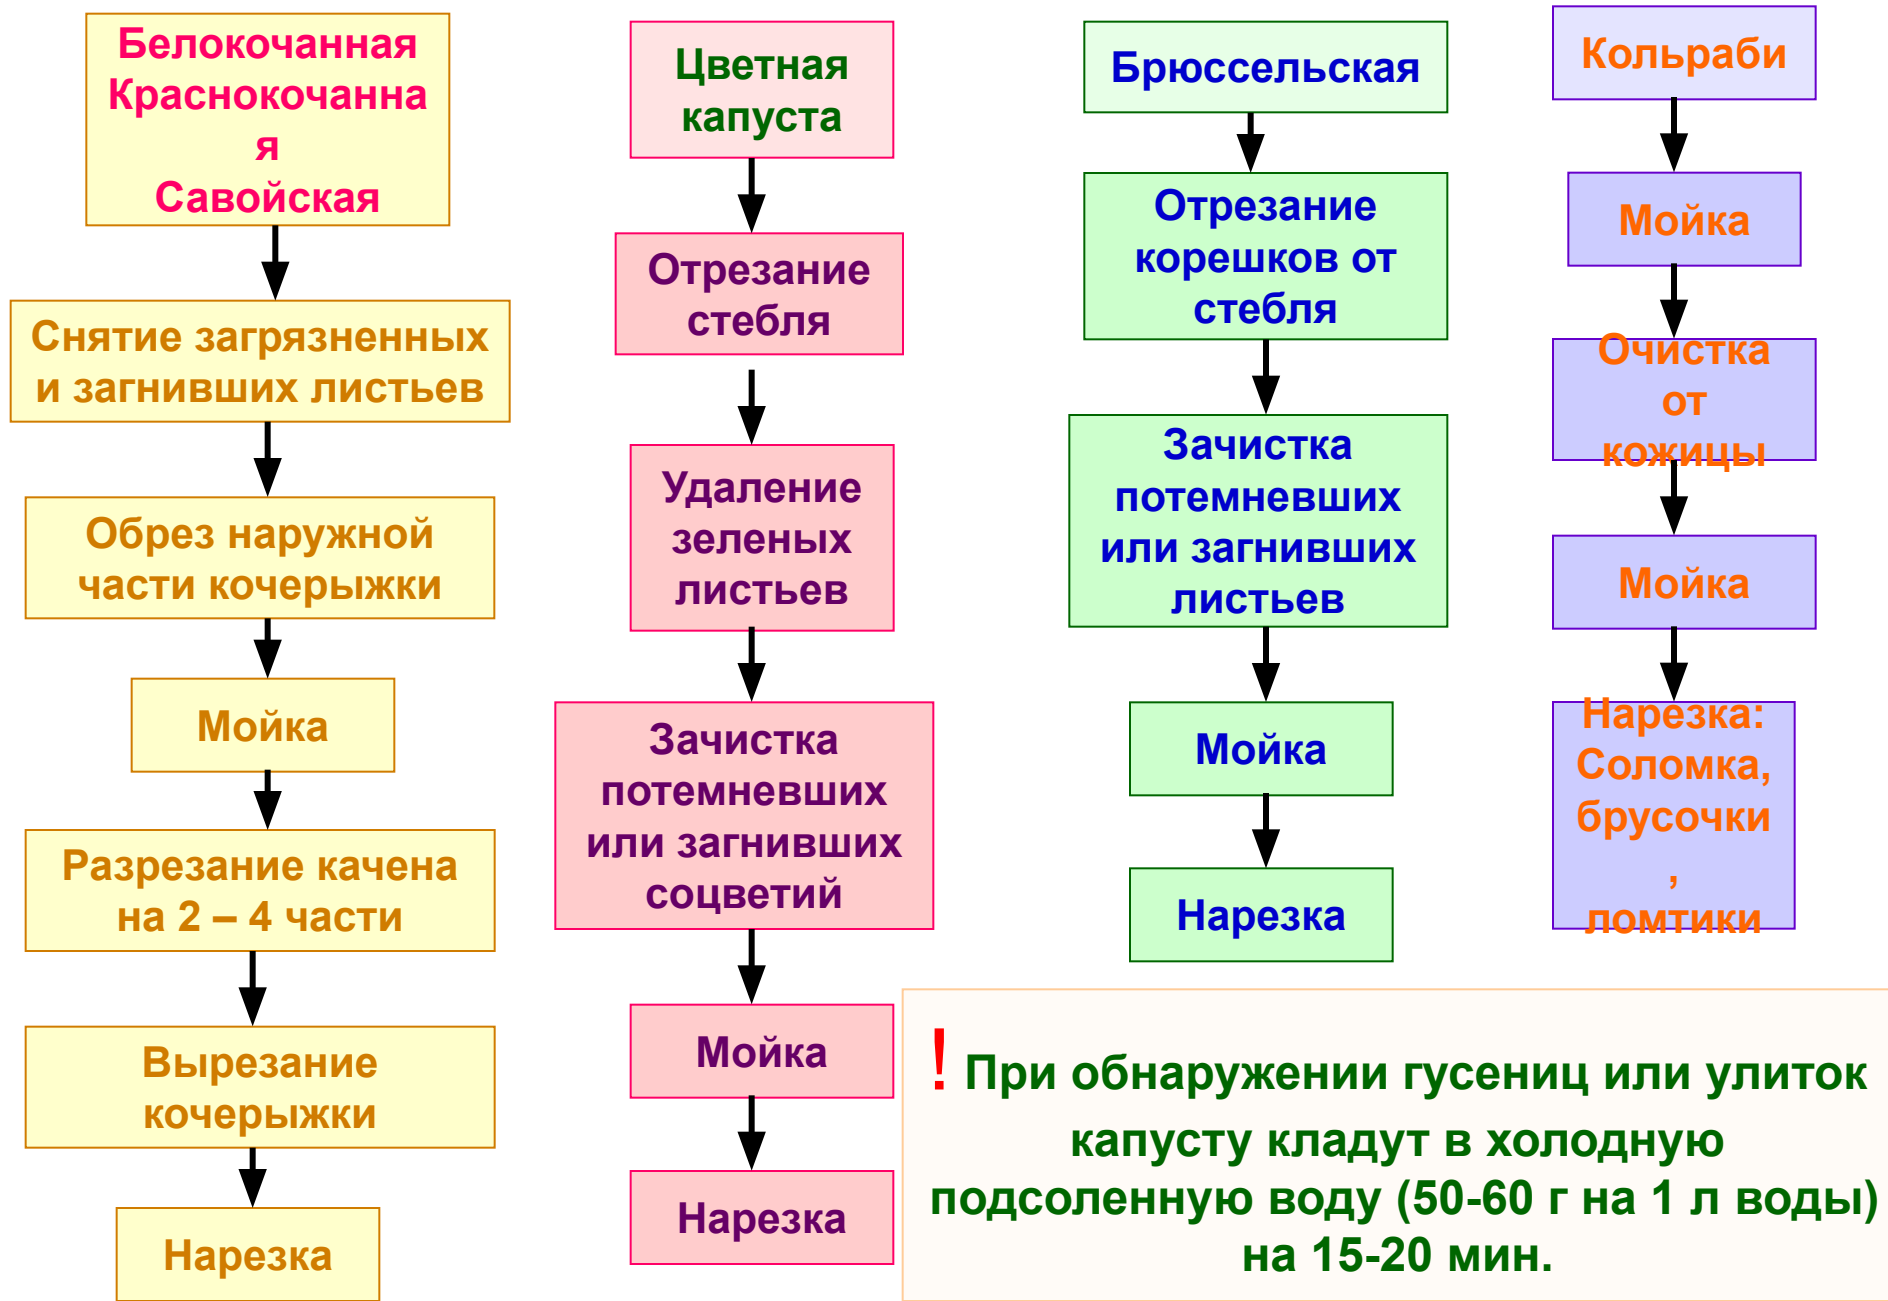 Белокочанная
Краснокочанна
я
Савойская
Снятие загрязненных
и загнивших листьев
Обрез наружной
части кочерыжки
Мойка
Разрезание качена
на 2 – 4 части
Вырезание
кочерыжки
Нарезка
Цветная
капуста
Отрезание
стебля
Удаление
зеленых
листьев
Зачистка
потемневших
или загнивших
соцветий
Мойка
Нарезка
Брюссельская
Отрезание
корешков от
стебля
Зачистка
потемневших
или загнивших
листьев
Мойка
Нарезка
Кольраби
Мойка
Очистка
от
кожицы
Мойка
Нарезка:
Соломка,
брусочки
,
ломтики
! При обнаружении гусениц или улиток
капусту кладут в холодную
подсоленную воду (50-60 г на 1 л воды)
на 15-20 мин.